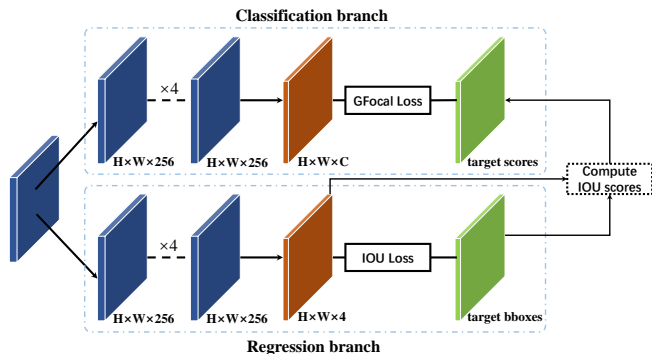 Classification branch
×4
GFocal Loss
H×W×256
H×W×256
H×W×C
target scores
Compute
IOU scores
×4
IOU Loss
H×W×256
H×W×256
H×W×4
target bboxes
Regression branch